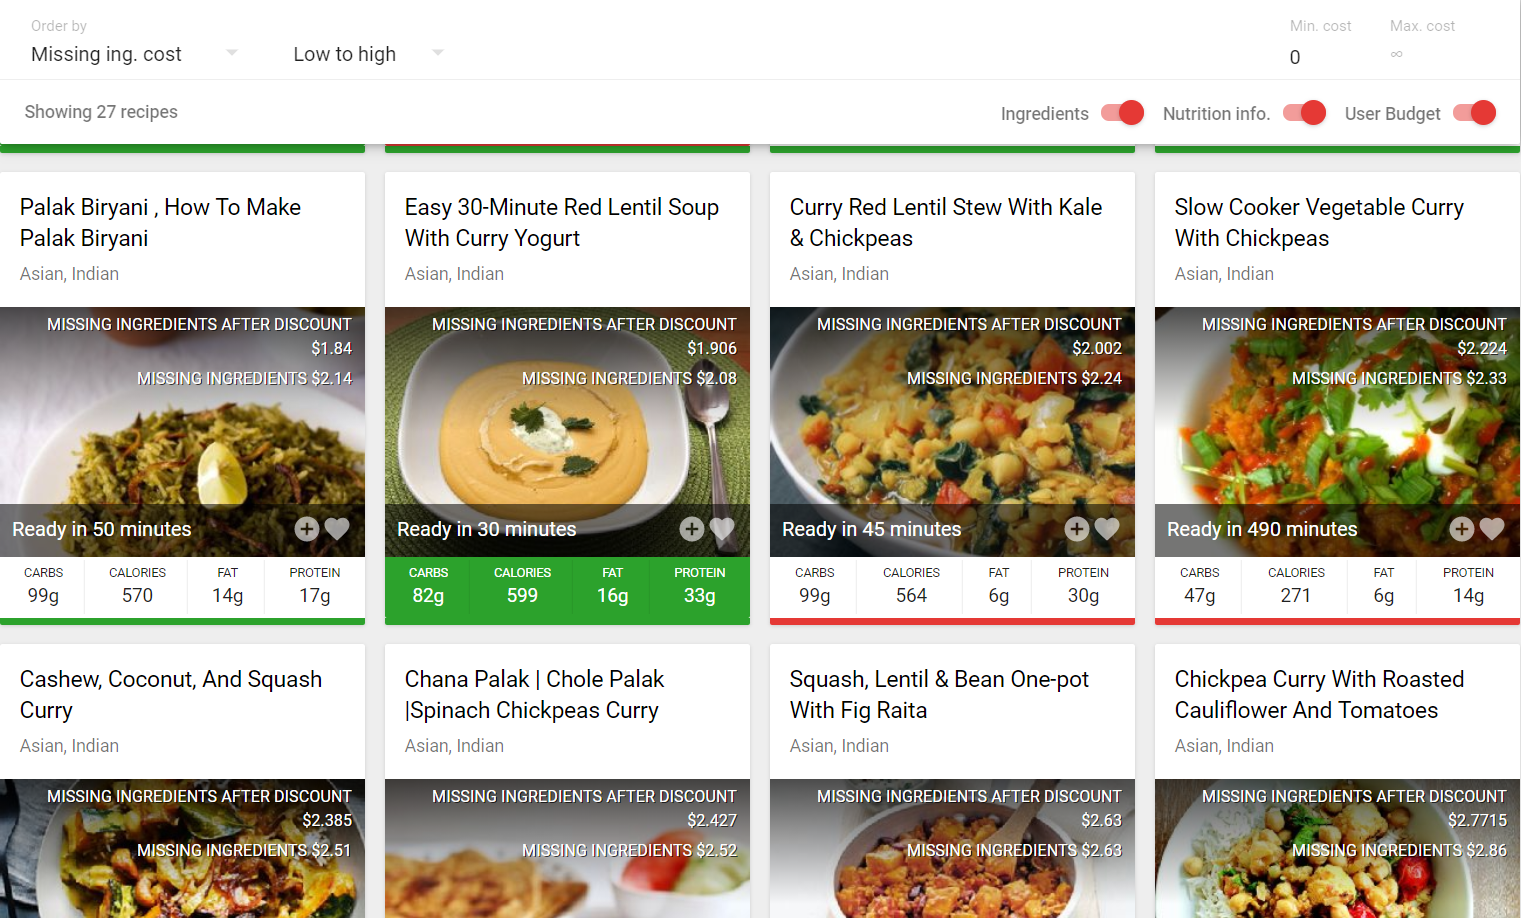 Order by
Missing ing. cost
Low to high
Min. cost
0
Max. cost
∞
Showing 27 recipes
Ingredients
Nutrition info.
User Budget
Palak Biryani , How To Make
Palak Biryani
Asian, Indian
MISSING INGREDIENTS AFTER DISCOUNT
$1.84
MISSING INGREDIENTS $2.14
Ready in 50 minutes
CARBS CALORIES FAT PROTEIN
99g 570 14g 17g
Easy 30-Minute Red Lentil Soup
With Curry Yogurt
Asian, Indian
MISSING INGREDIENTS AFTER DISCOUNT
$1.906
MISSING INGREDIENTS $2.08
Ready in 30 minutes
CARBS CALORIES FAT PROTEIN
82g 599 16g 33g
Curry Red Lentil Stew With Kale
& Chickpeas
Asian, Indian
MISSING INGREDIENTS AFTER DISCOUNT
$2.002
MISSING INGREDIENTS $2.24
Ready in 45 minutes
CARBS CALORIES FAT PROTEIN
99g 564 6g 30g
Slow Cooker Vegetable Curry
With Chickpeas
Asian, Indian
MISSING INGREDIENTS AFTER DISCOUNT
$2.224
MISSING INGREDIENTS $2.33
Ready in 490 minutes
CARBS CALORIES FAT PROTEIN
47g 271 6g 14g
Cashew, Coconut, And Squash
Curry
Asian, Indian
MISSING INGREDIENTS AFTER DISCOUNT
$2.385
MISSING INGREDIENTS $2.51
Chana Palak | Chole Palak
|Spinach Chickpeas Curry
Asian, Indian
MISSING INGREDIENTS AFTER DISCOUNT
$2.427
MISSING INGREDIENTS $2.52
Squash, Lentil & Bean One-pot
With Fig Raita
Asian, Indian
MISSING INGREDIENTS AFTER DISCOUNT
$2.63
MISSING INGREDIENTS $2.63
Chickpea Curry With Roasted
Cauliflower And Tomatoes
Asian, Indian
MISSING INGREDIENTS AFTER DISCOUNT
$2.7715
MISSING INGREDIENTS $2.86